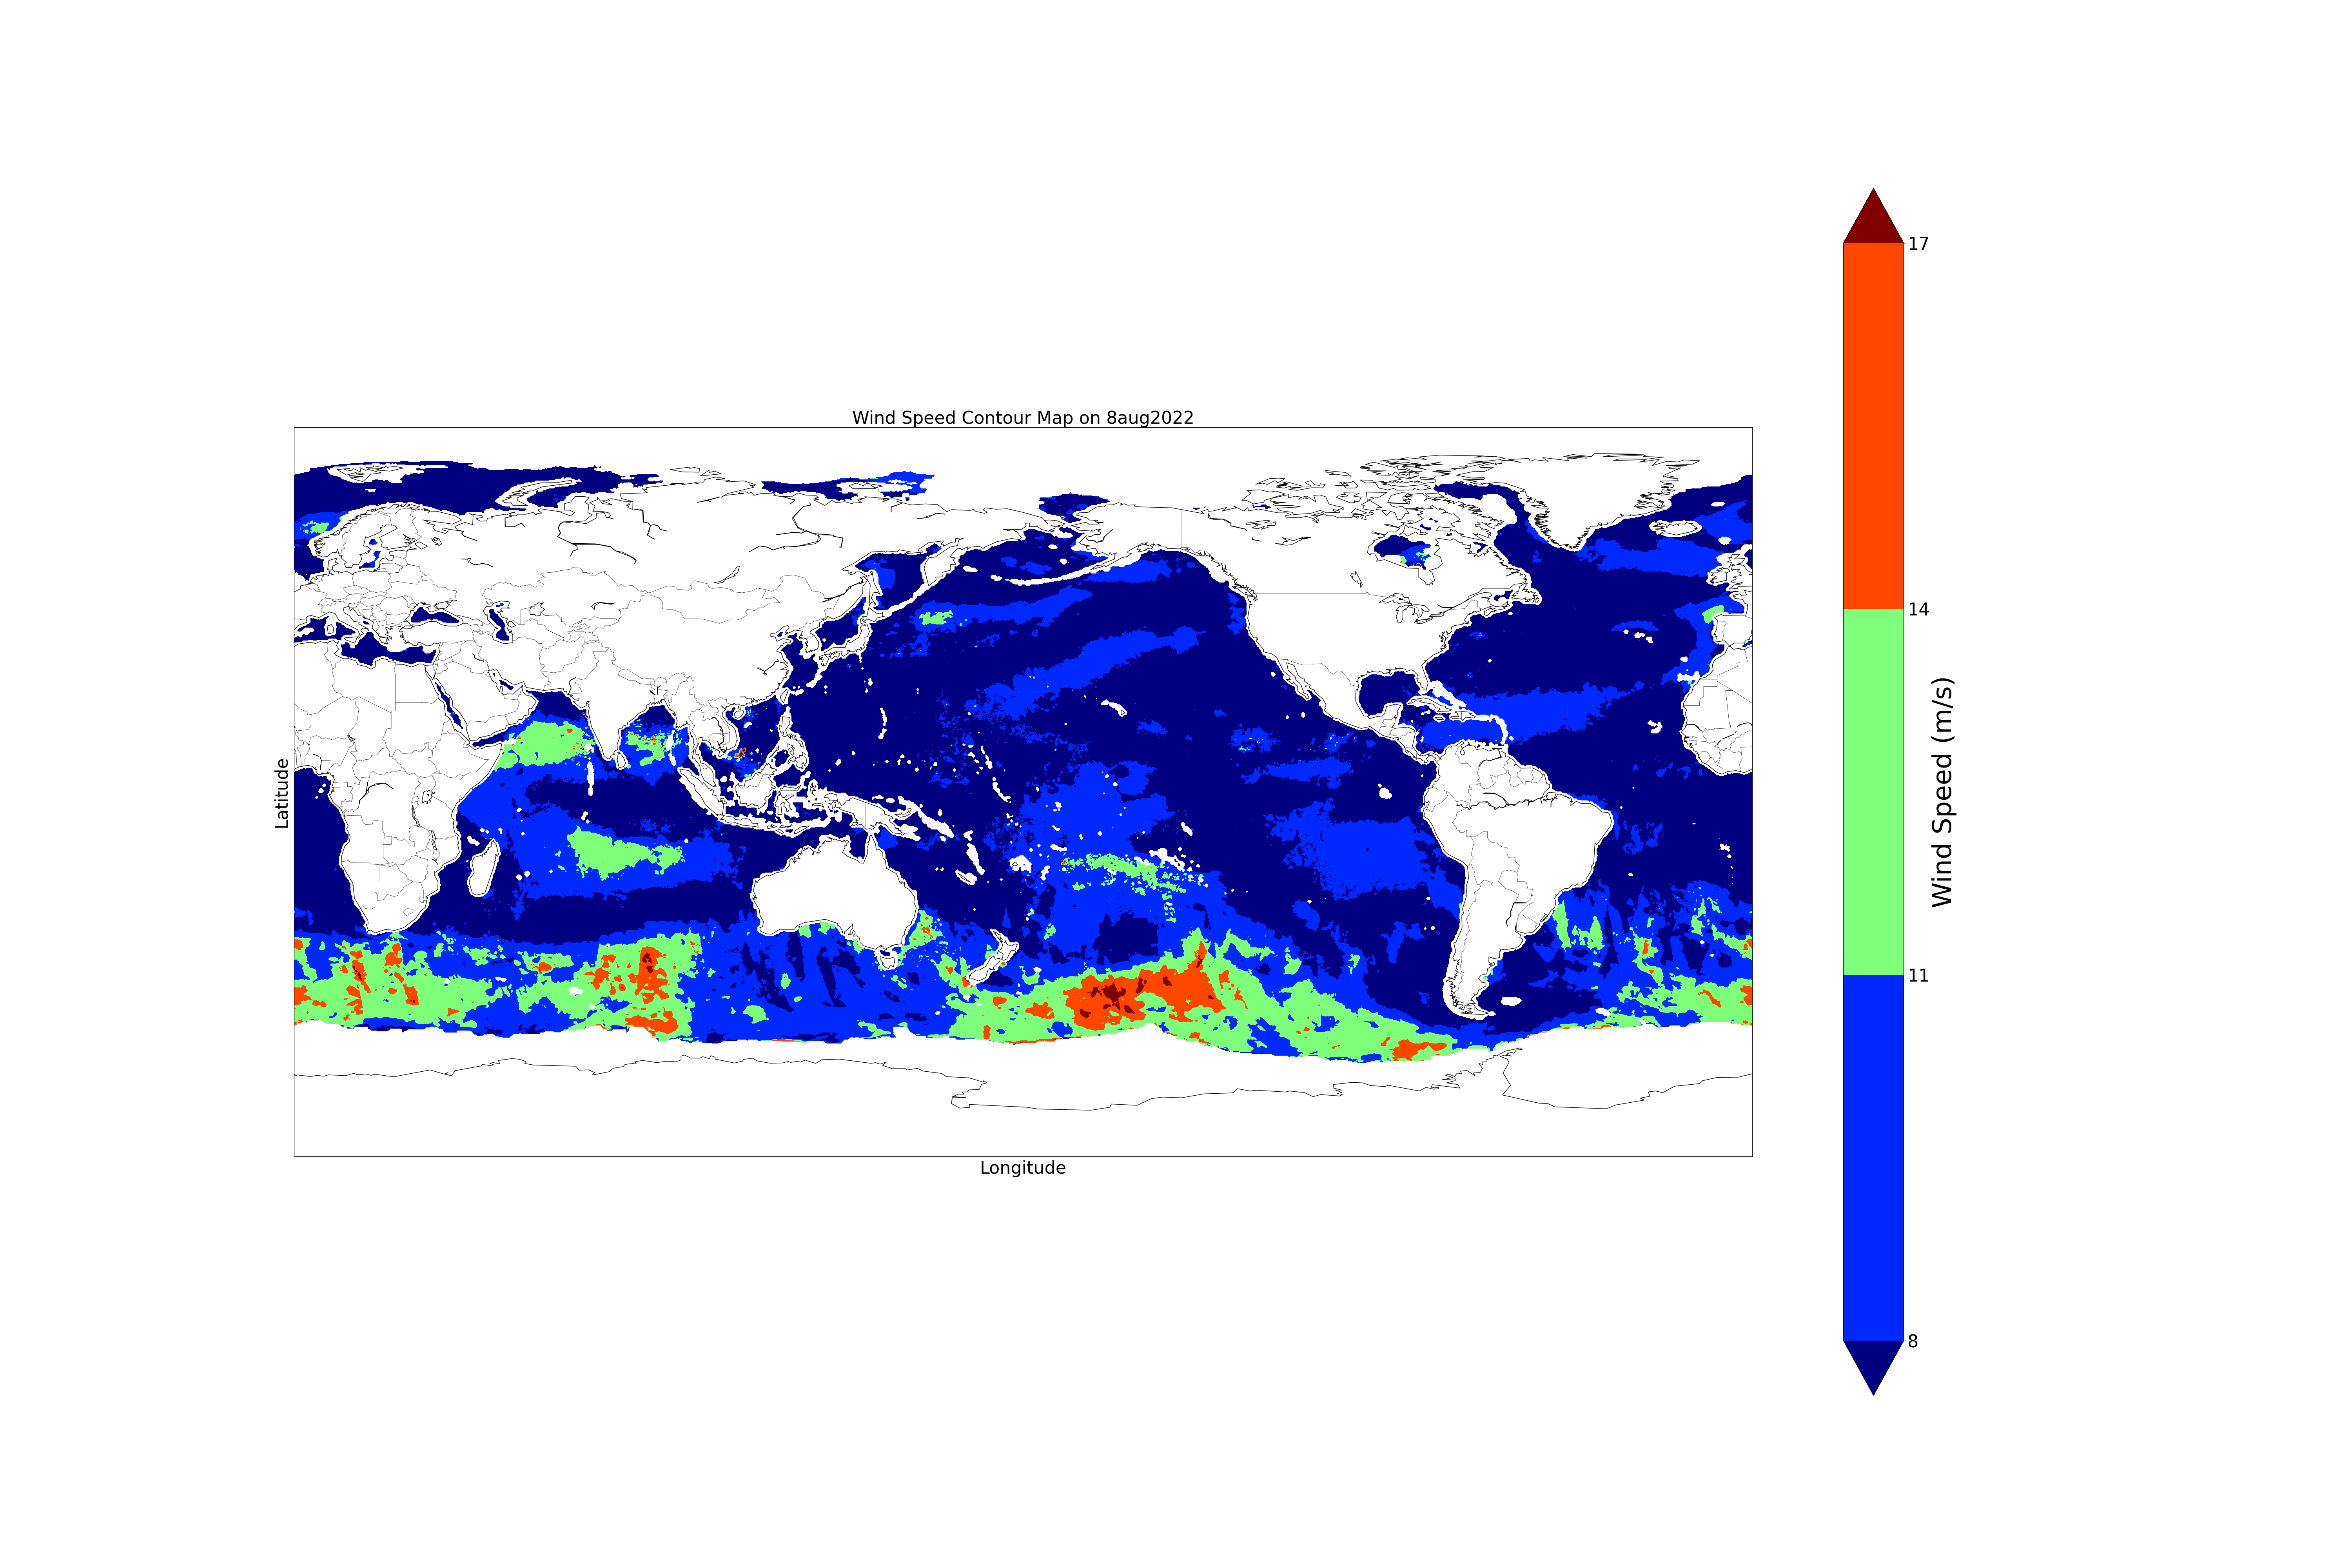 Wind Speed Contour Map on 8aug2022
Latitude
Longitude
17
14
11
8
Wind Speed (m/s)